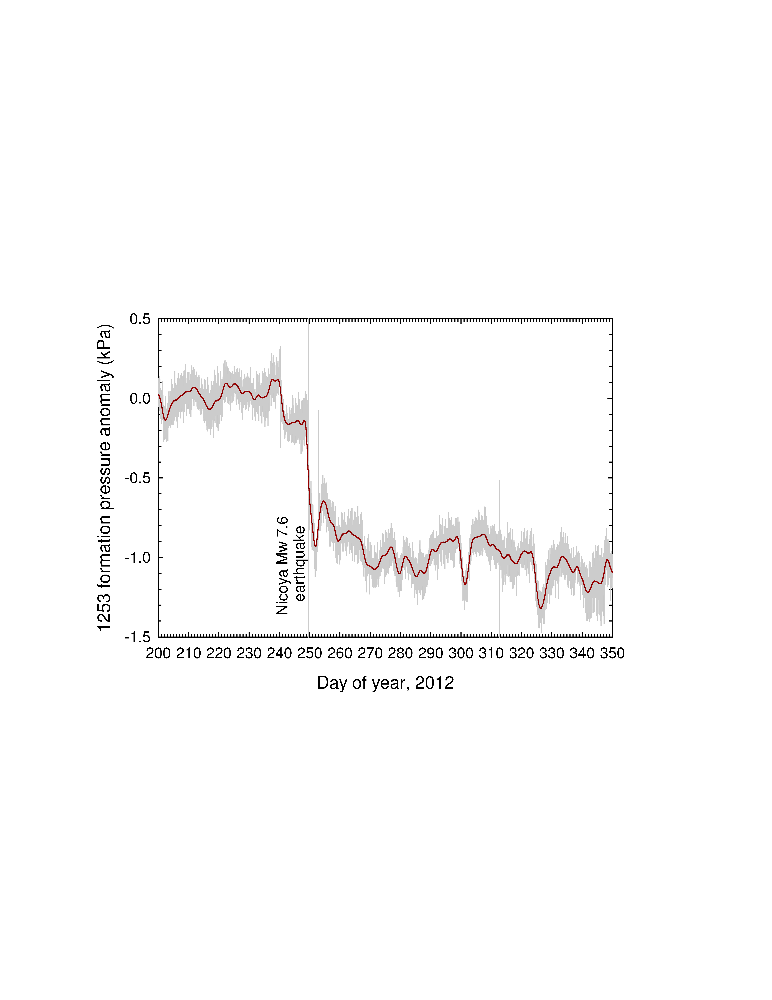 1253 formation pressure anomaly (kPa)
0.5
0.0
-0.5
-1.0
-1.5
Nicoya Mw 7.6
earthquake
200 210 220 230 240 250 260 270 280 290 300 310 320 330 340 350
Day of year, 2012